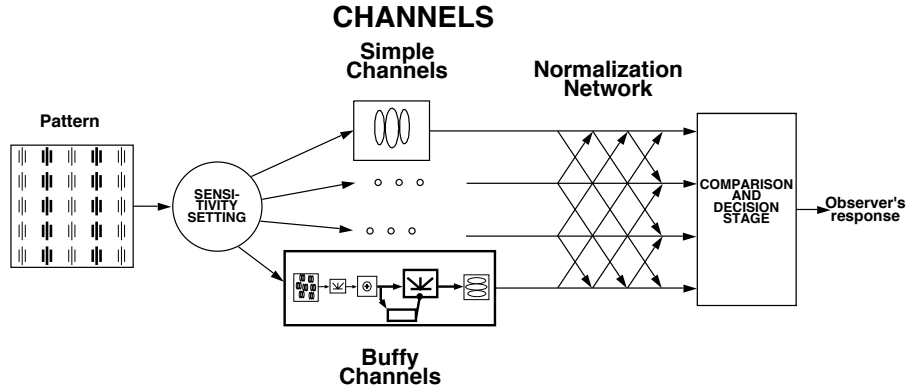 CHANNELS
Simple
Channels
Normalization
Network
Pattern
SENSI-
TIVITY
SETTING
COMPARISON
AND
DECISION
STAGE
Observer's
response
Buffy
Channels